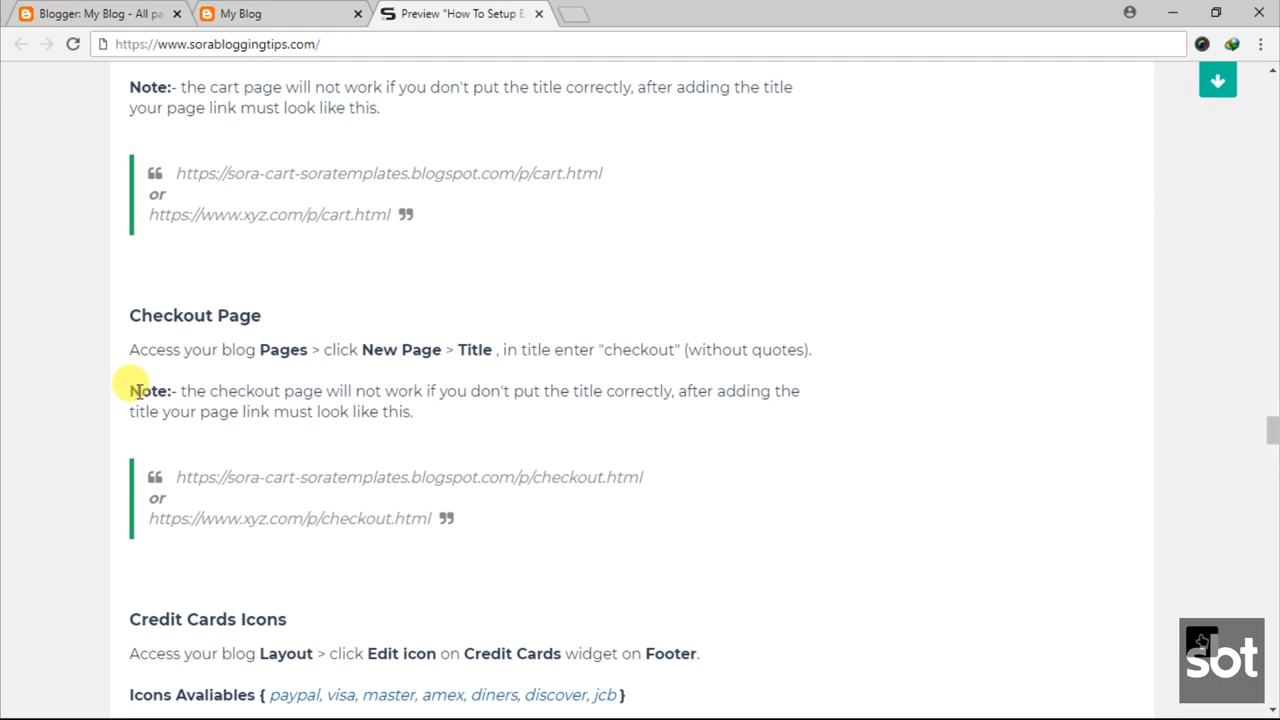 Blogger: My Blog - All pa
My Blog
Preview "How To Setup E
https://www.sorabloggingtips.com/
Note:- the cart page will not work if you don't put the title correctly, after adding the title
your page link must look like this.
❝ https://sora-cart-soratemplates.blogspot.com/p/cart.html
or
https://www.xyz.com/p/cart.html ❞
Checkout Page
Access your blog Pages > click New Page > Title , in title enter "checkout" (without quotes).
Note:- the checkout page will not work if you don't put the title correctly, after adding the
title your page link must look like this.
❝ https://sora-cart-soratemplates.blogspot.com/p/checkout.html
or
https://www.xyz.com/p/checkout.html ❞
Credit Cards Icons
Access your blog Layout > click Edit icon on Credit Cards widget on Footer.
Icons Avaliables { paypal, visa, master, amex, diners, discover, jcb }
sbt